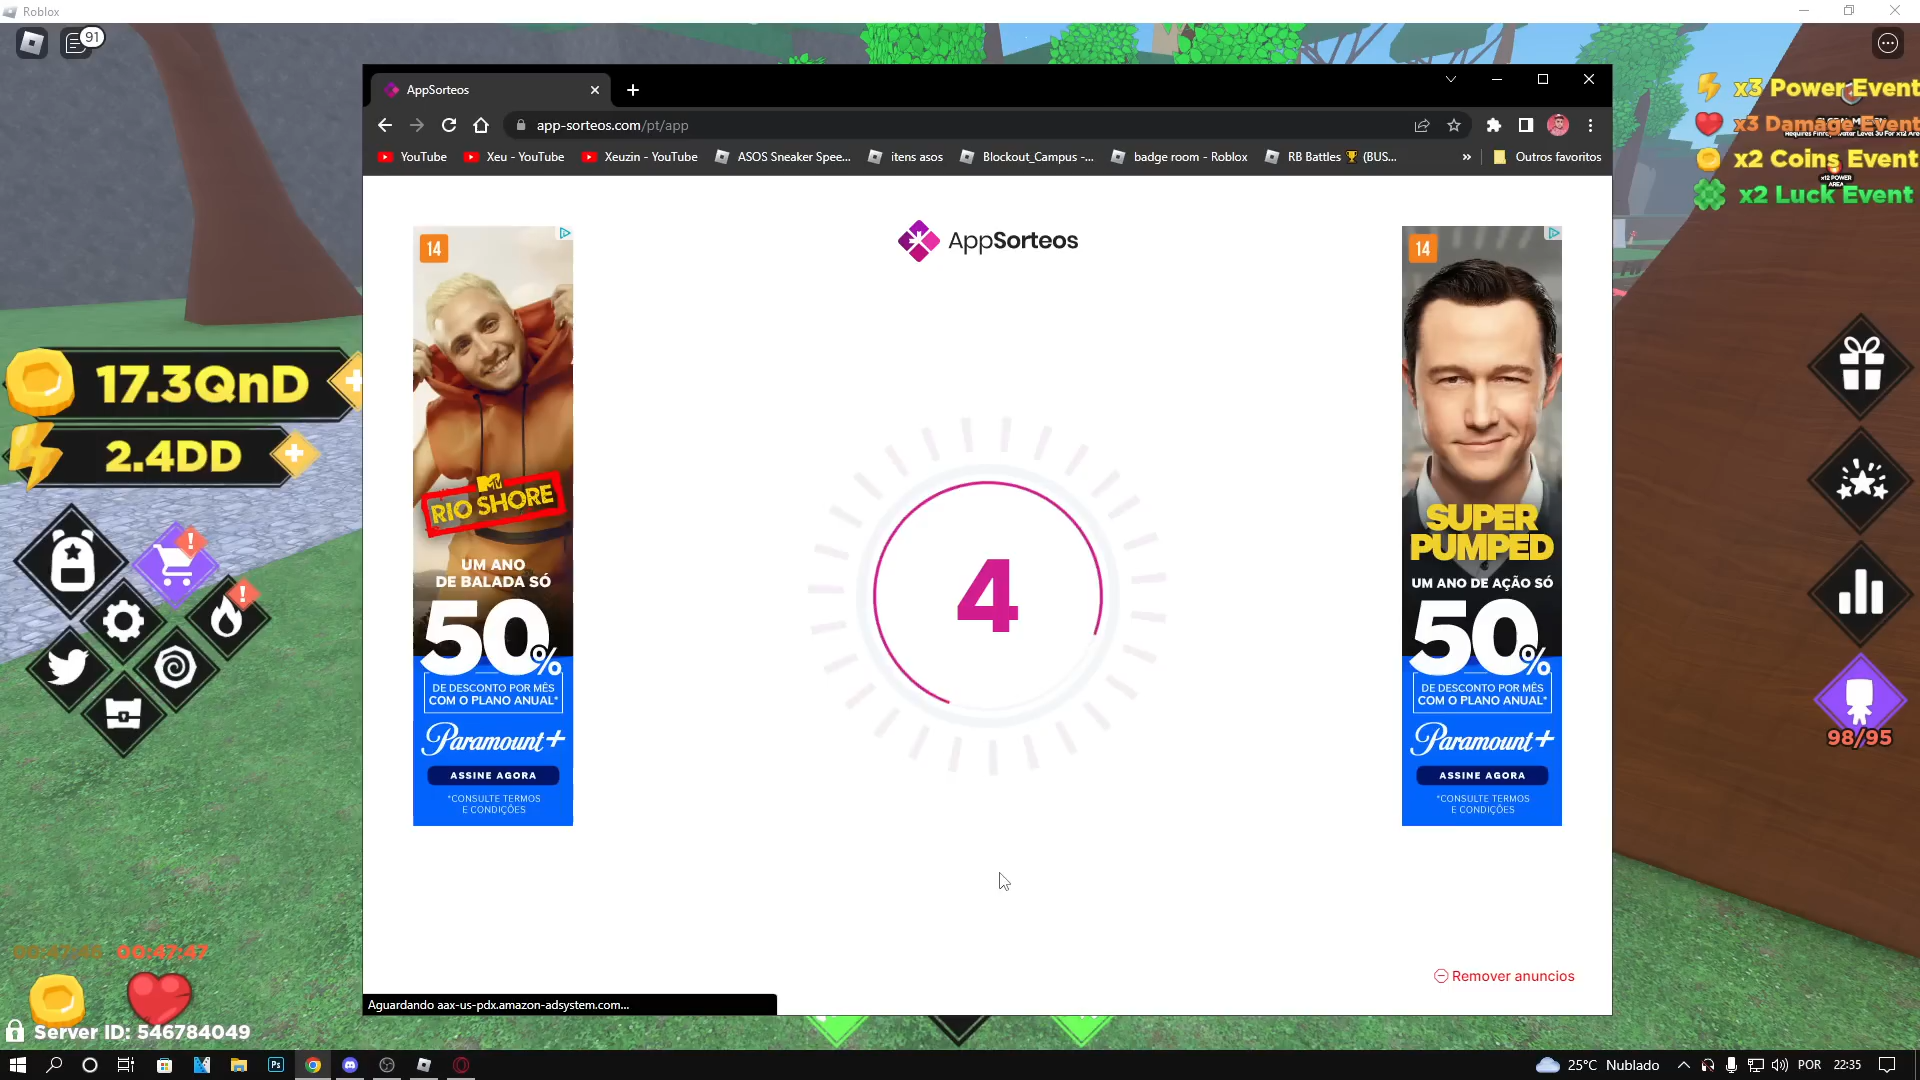 Roblox
91
AppSorteos
app-sorteos.com/pt/app
YouTube
Xeu - YouTube
Xeuzin - YouTube
ASOS Sneaker Spee...
itens asos
Blockout_Campus -...
badge room - Roblox
RB Battles 🏆 (BUS...
»
Outros favoritos
x3 Power Event
x3 Damage Event
x2 Coins Event
X12 POWER
AREA
x2 Luck Event
AppSorteos
14
MTV
RIO SHORE
UM ANO
DE BALADA SÓ
50%
DE DESCONTO POR MÊS
COM O PLANO ANUAL*
Paramount+
ASSINE AGORA
*CONSULTE TERMOS
E CONDIÇÕES
4
14
SUPER
PUMPED
UM ANO DE AÇÃO SÓ
50%
DE DESCONTO POR MÊS
COM O PLANO ANUAL*
Paramount+
ASSINE AGORA
*CONSULTE TERMOS
E CONDIÇÕES
17.3QnD
2.4DD
98/95
Remover anuncios
00:47:47
Aguardando aax-us-pdx.amazon-adsystem.com...
Server ID: 546784049
Ps
25°C Nublado
POR
22:35